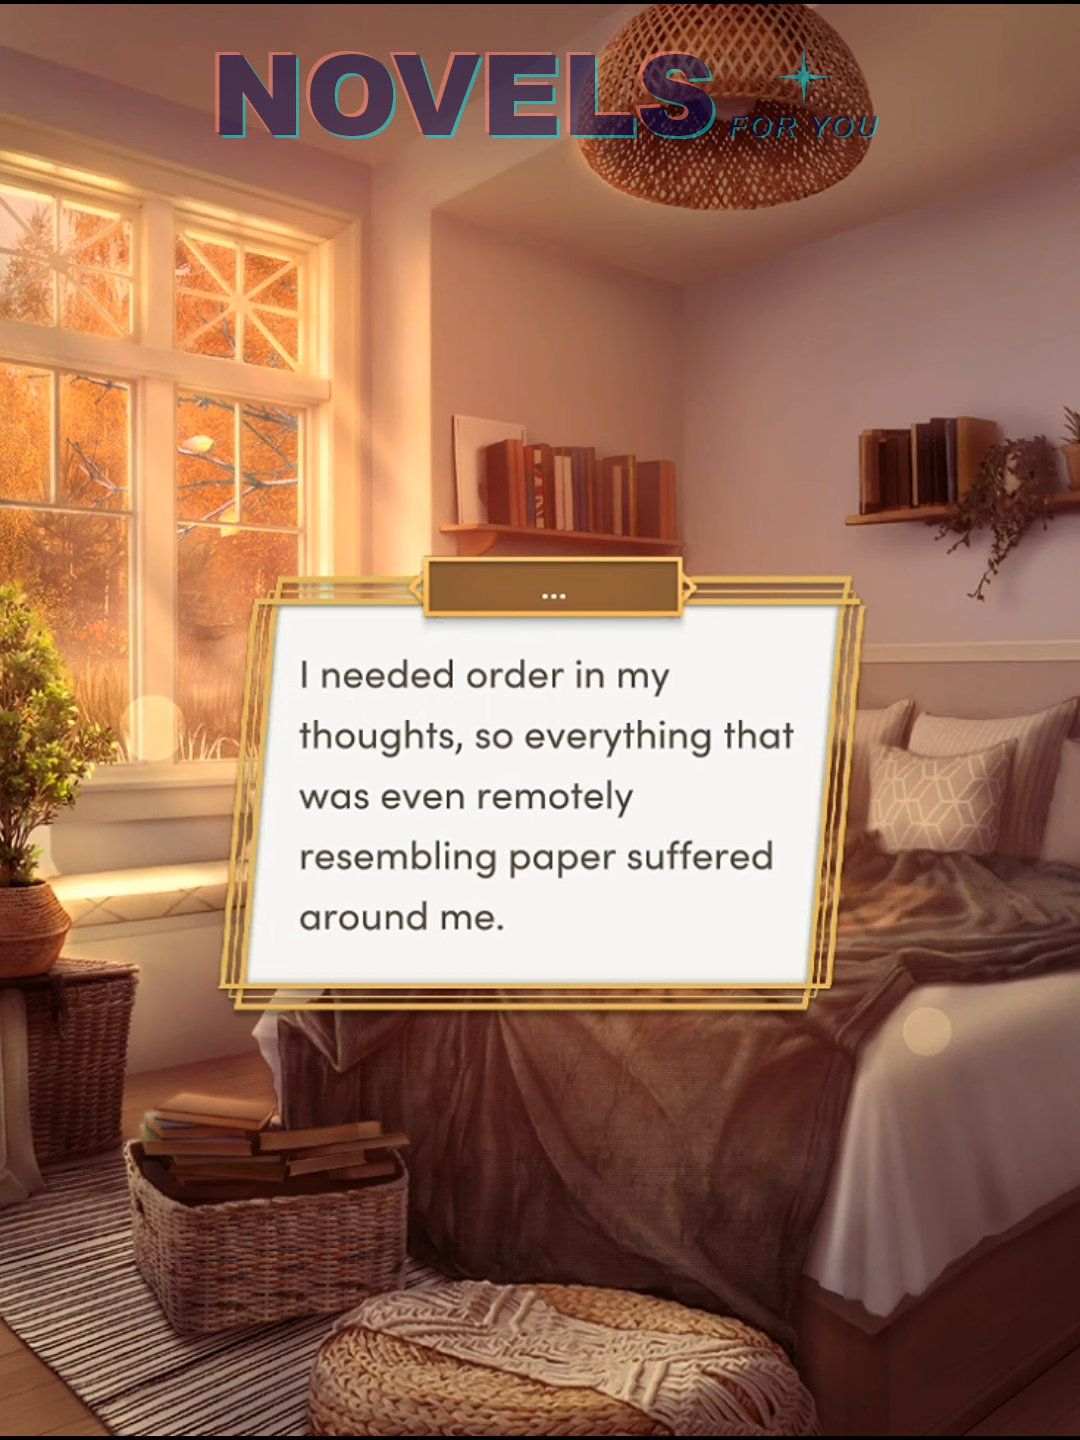 NOVELS
FOR YOU
...
I needed order in my
thoughts, so everything that
was even remotely
resembling paper suffered
around me.